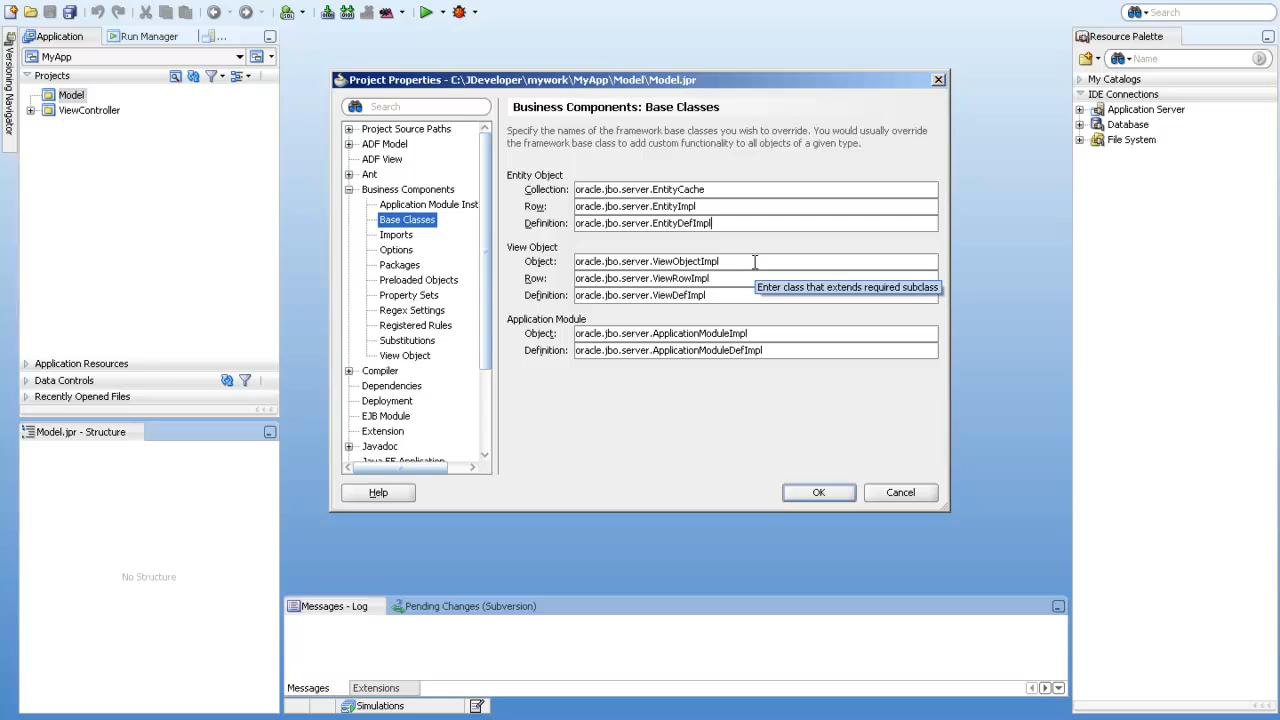 Search
Application
Run Manager
...
MyApp
Projects
Model
ViewController
Versioning Navigator
Application Resources
Data Controls
Recently Opened Files
Model.jpr - Structure
No Structure
Project Properties - C:\JDeveloper\mywork\MyApp\Model\Model.jpr
Search
Project Source Paths
ADF Model
ADF View
Ant
Business Components
Application Module Inst
Base Classes
Imports
Options
Packages
Preloaded Objects
Property Sets
Regex Settings
Registered Rules
Substitutions
View Object
Compiler
Dependencies
Deployment
EJB Module
Extension
Javadoc
Java EE Application
Business Components: Base Classes
Specify the names of the framework base classes you wish to override. You would usually override
the framework base class to add custom functionality to all objects of a given type.
Entity Object
Collection: oracle.jbo.server.EntityCache
Row: oracle.jbo.server.EntityImpl
Definition: oracle.jbo.server.EntityDefImpl
View Object
Object: oracle.jbo.server.ViewObjectImpl
Row: oracle.jbo.server.ViewRowImpl
Enter class that extends required subclass
Definition: oracle.jbo.server.ViewDefImpl
Application Module
Object: oracle.jbo.server.ApplicationModuleImpl
Definition: oracle.jbo.server.ApplicationModuleDefImpl
Help
OK
Cancel
Messages - Log
Pending Changes (Subversion)
Messages
Extensions
Simulations
Resource Palette
Name
My Catalogs
IDE Connections
Application Server
Database
File System